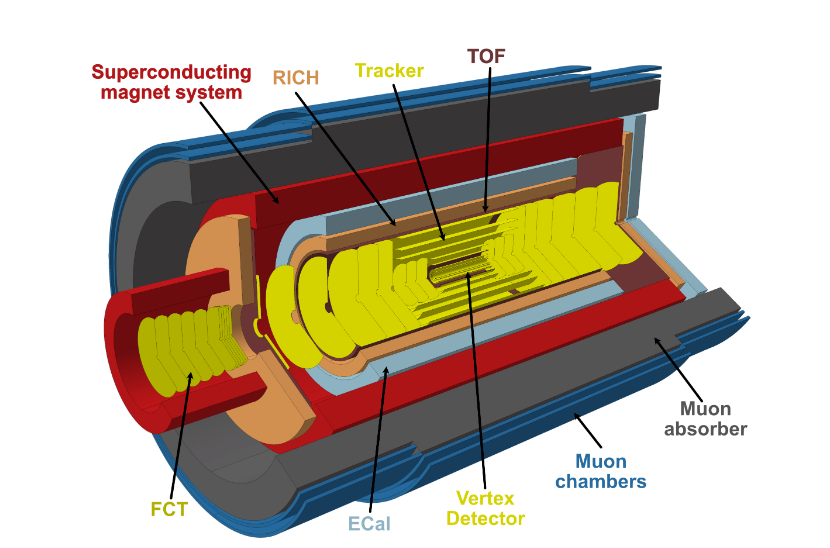 TOF
Tracker
Superconducting
magnet system
RICH
Muon
absorber
Muon
chambers
Vertex
Detector
FCT
ECal